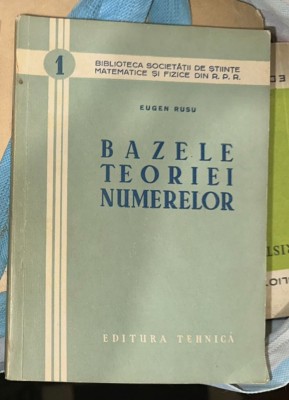 1
BIBLIOTECA SOCIETĂȚII DE ȘTIINȚE
MATEMATICE ȘI FIZICE DIN R. P. R.
EUGEN RUSU
BAZELE
TEORIEI
NUMERELOR
EDITURA TEHNICĂ